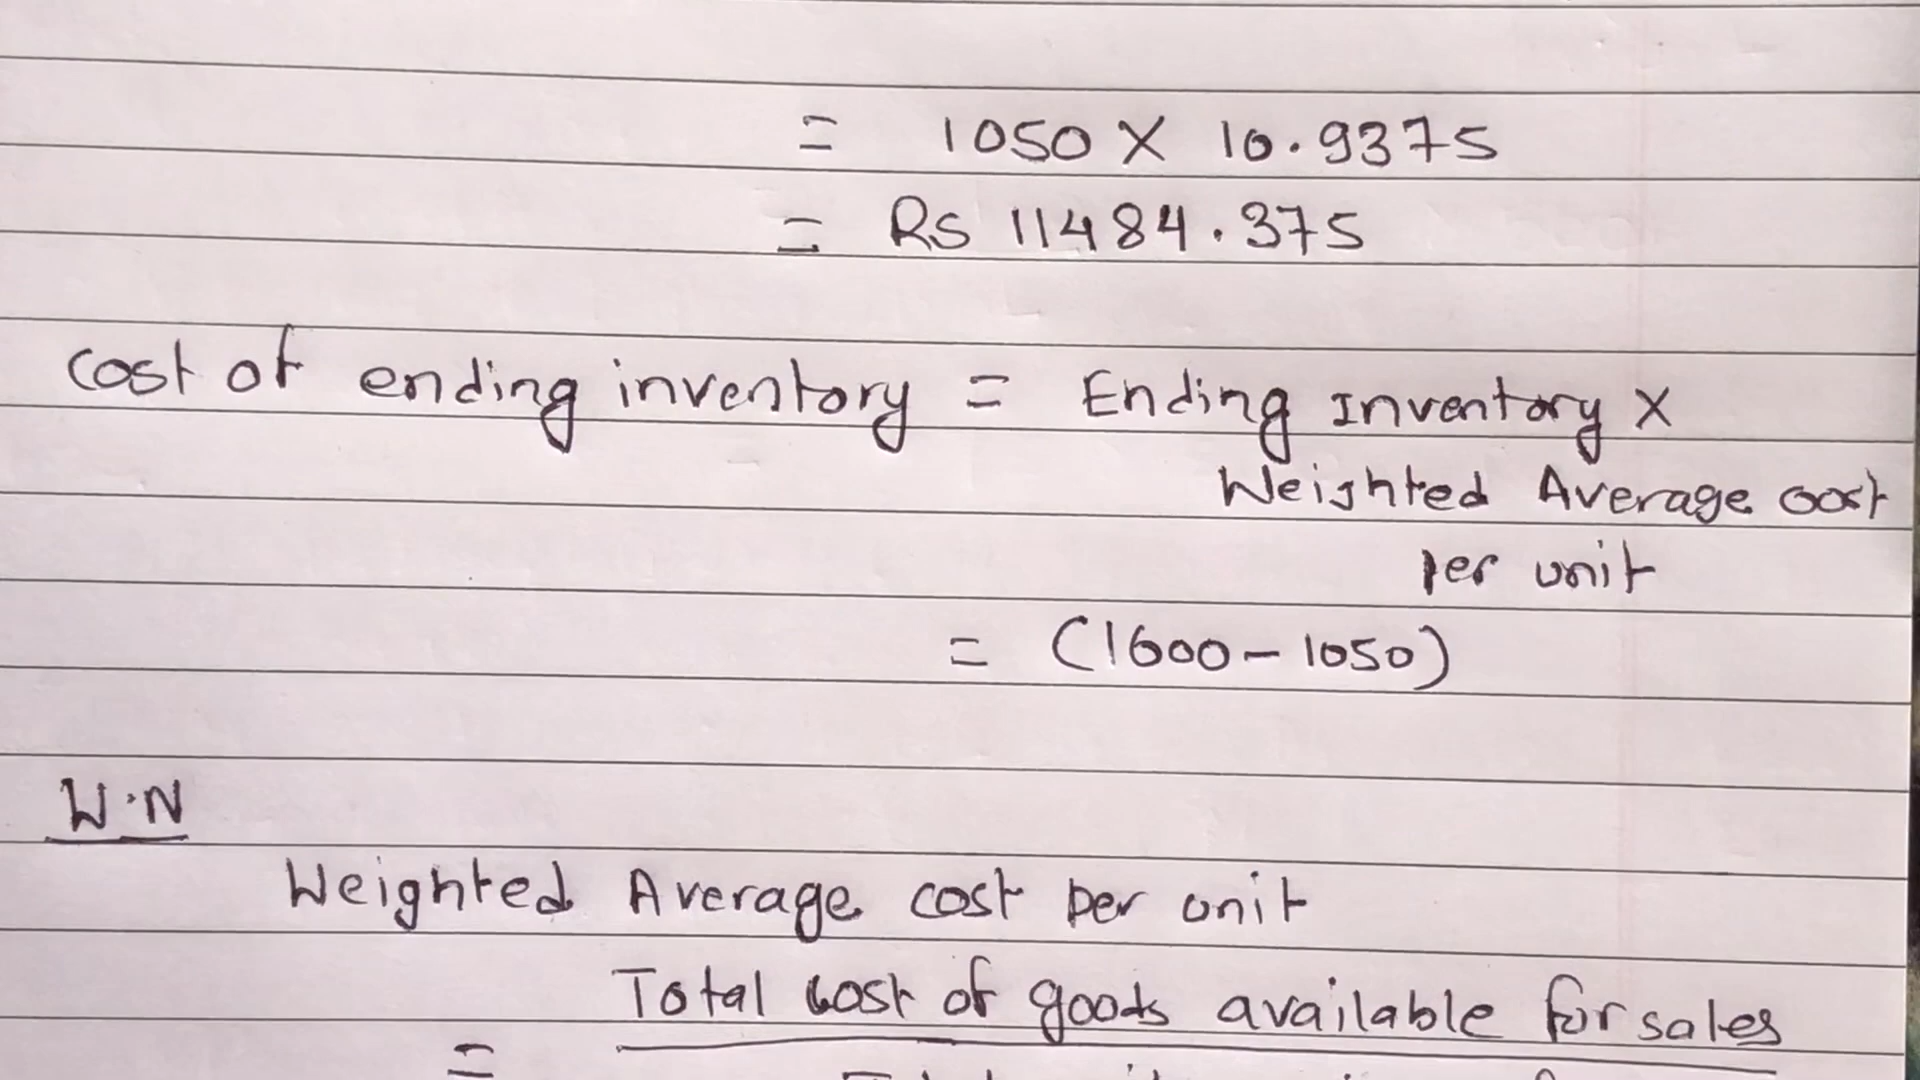 = 1050 X 10.9375
= Rs 11484.375
cost of ending inventory = Ending Inventory X
Weighted Average cost
per unit
= (1600 - 1050)
W.N
Weighted Average cost per unit
Total cost of goods available for sales
=